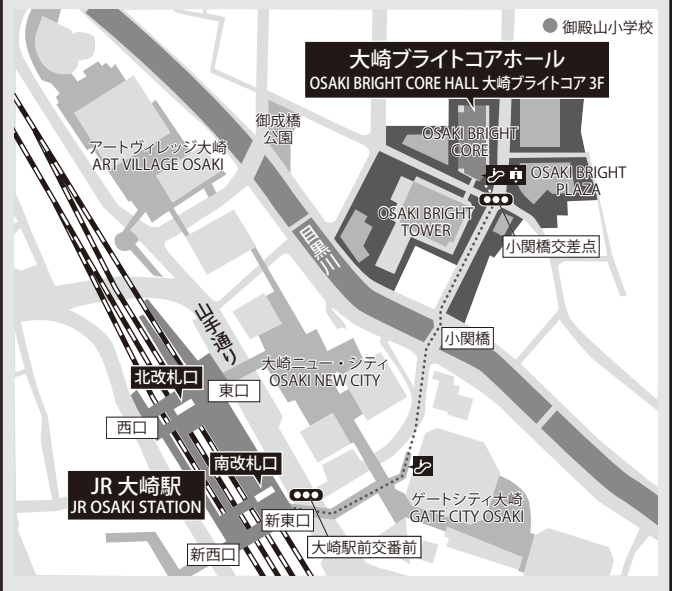 御殿山小学校
大崎ブライトコアホール
OSAKI BRIGHT CORE HALL 大崎ブライトコア 3F
御成橋
公園
アートヴィレッジ大崎
ART VILLAGE OSAKI
OSAKI BRIGHT
CORE
OSAKI BRIGHT
PLAZA
OSAKI BRIGHT
TOWER
小関橋交差点
目黒川
山手通り
小関橋
大崎ニュー・シティ
OSAKI NEW CITY
北改札口
東口
西口
南改札口
JR 大崎駅
JR OSAKI STATION
ゲートシティ大崎
GATE CITY OSAKI
新東口
大崎駅前交番前
新西口